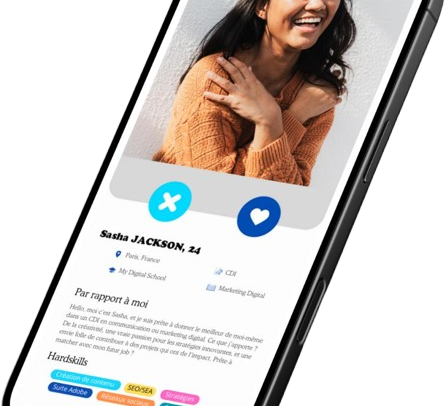 Sasha JACKSON, 24
Paris, France
CDI
My Digital School
Marketing Digital
Par rapport à moi
Hello, moi c'est Sasha, et je suis prête à donner le meilleur de moi-même
dans un CDI en communication ou marketing digital. Ce que j'apporte ?
De la créativité, une vraie passion pour les stratégies innovantes, et une
envie folle de contribuer à des projets qui ont de l'impact. Prête à
matcher avec mon futur job ?
Hardskills
Création de contenu
SEO/SEA
Stratégies
Suite Adobe
Réseaux sociaux